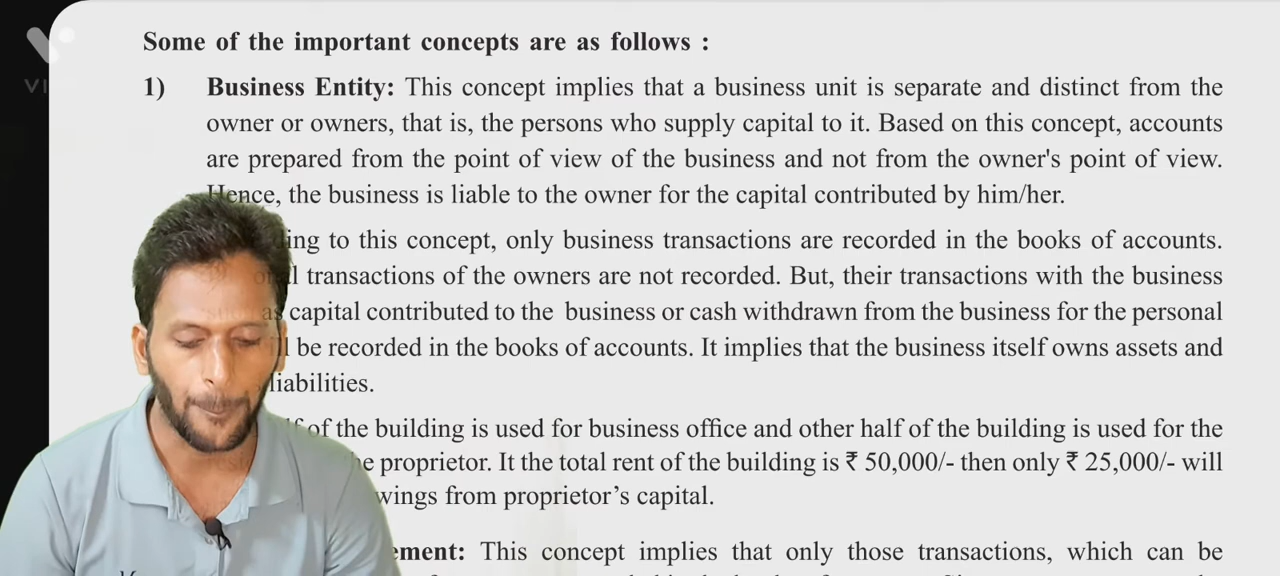 Some of the important concepts are as follows :
1) Business Entity: This concept implies that a business unit is separate and distinct from the
owner or owners, that is, the persons who supply capital to it. Based on this concept, accounts
are prepared from the point of view of the business and not from the owner's point of view.
Hence, the business is liable to the owner for the capital contributed by him/her.
ding to this concept, only business transactions are recorded in the books of accounts.
transactions of the owners are not recorded. But, their transactions with the business
as capital contributed to the business or cash withdrawn from the business for the personal
be recorded in the books of accounts. It implies that the business itself owns assets and
liabilities.
of the building is used for business office and other half of the building is used for the
proprietor. It the total rent of the building is ₹ 50,000/- then only ₹ 25,000/- will
wings from proprietor’s capital.
ement: This concept implies that only those transactions, which can be